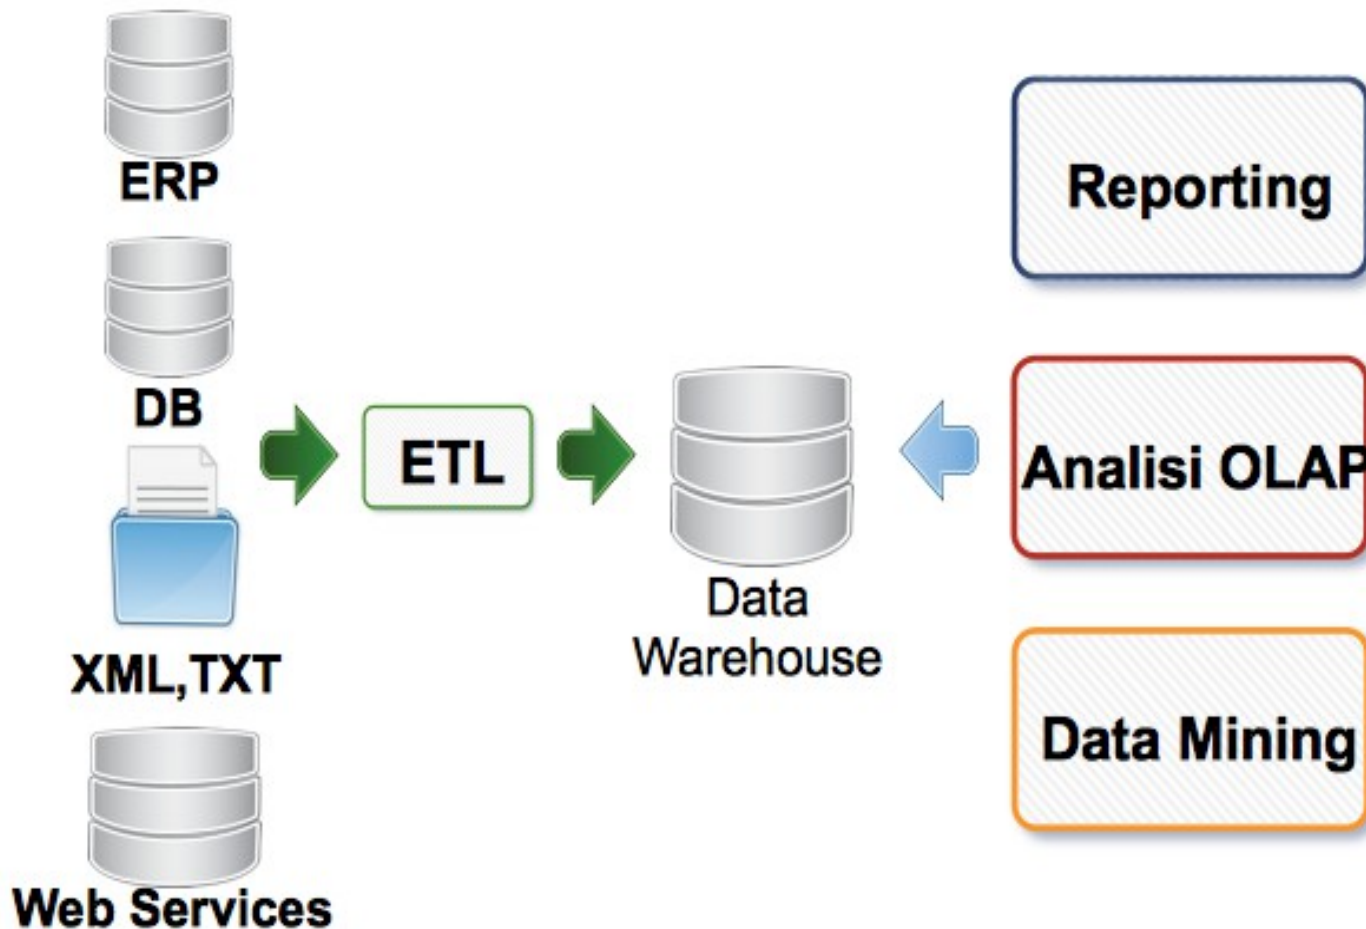 ERP
DB
XML,TXT
Web Services
ETL
Data
Warehouse
Reporting
Analisi OLAP
Data Mining